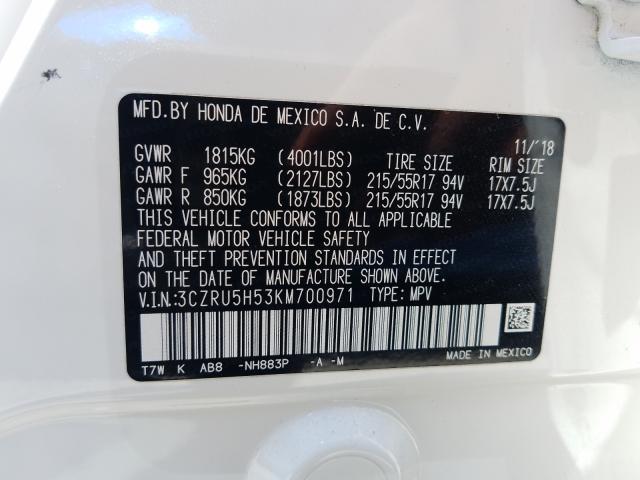 MFD.BY HONDA DE MEXICO S.A. DE C.V.
11/'18
GVWR 1815KG (4001LBS) TIRE SIZE RIM SIZE
GAWR F 965KG (2127LBS) 215/55R17 94V 17X7.5J
GAWR R 850KG (1873LBS) 215/55R17 94V 17X7.5J
THIS VEHICLE CONFORMS TO ALL APPLICABLE
FEDERAL MOTOR VEHICLE SAFETY
AND THEFT PREVENTION STANDARDS IN EFFECT
ON THE DATE OF MANUFACTURE SHOWN ABOVE.
V.I.N.:3CZRU5H53KM700971 TYPE: MPV
T7W K AB8 -NH883P -A -M
MADE IN MEXICO